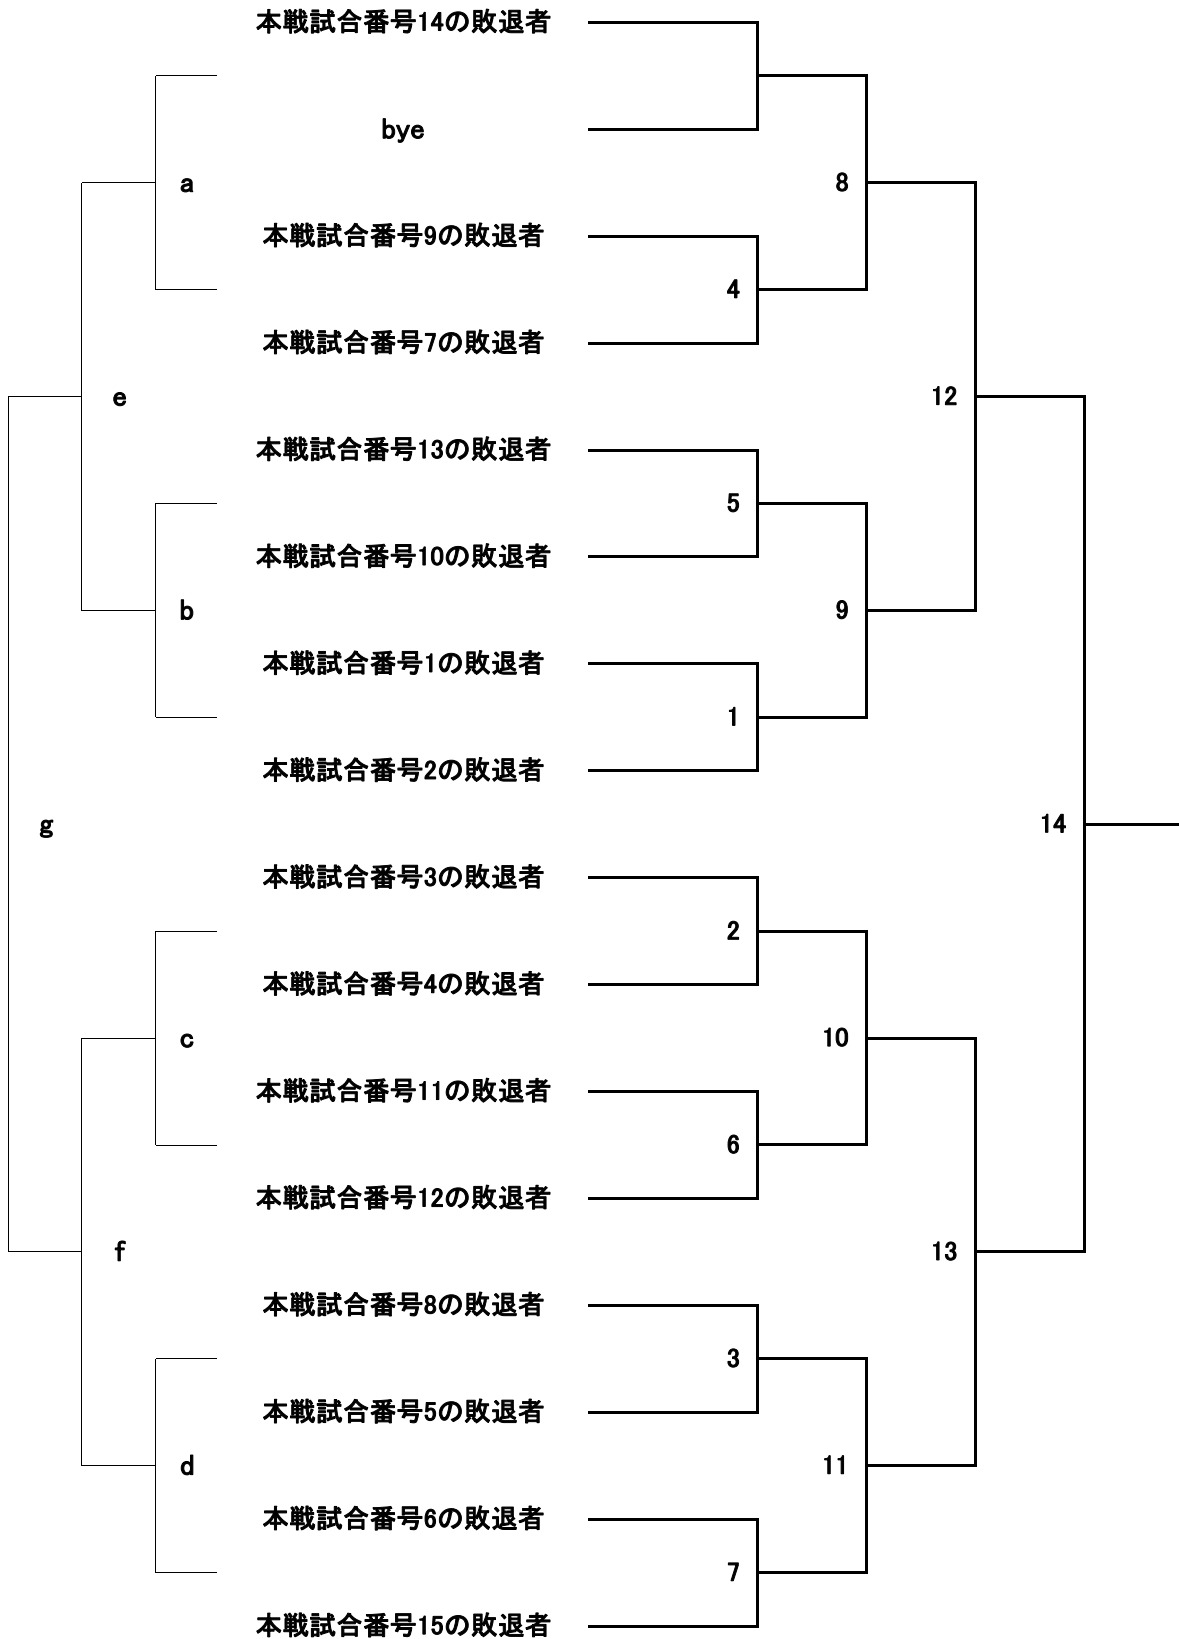 本戦試合番号14の敗退者
bye
a
8
本戦試合番号9の敗退者
4
本戦試合番号7の敗退者
e
12
本戦試合番号13の敗退者
5
本戦試合番号10の敗退者
b
9
本戦試合番号1の敗退者
1
本戦試合番号2の敗退者
g
14
本戦試合番号3の敗退者
2
本戦試合番号4の敗退者
c
10
本戦試合番号11の敗退者
6
本戦試合番号12の敗退者
f
13
本戦試合番号8の敗退者
3
本戦試合番号5の敗退者
d
11
本戦試合番号6の敗退者
7
本戦試合番号15の敗退者